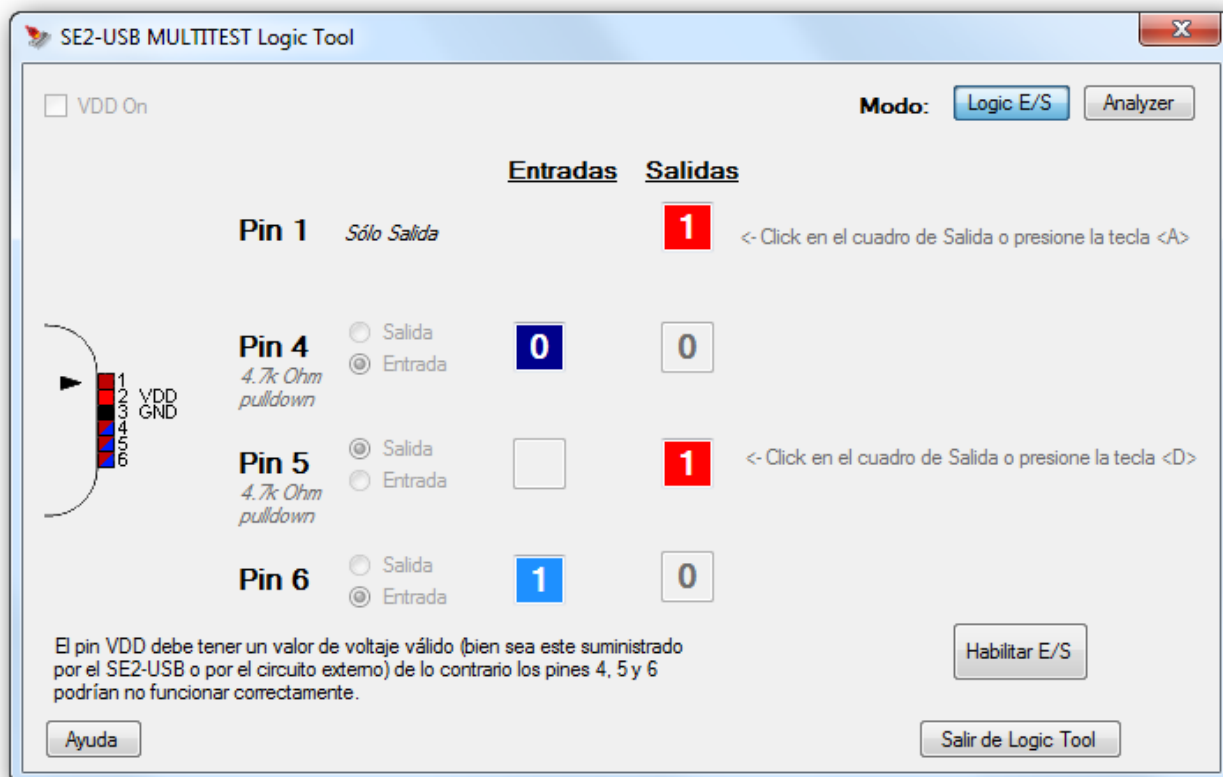 SE2-USB MULTITEST Logic Tool
X
VDD On
Modo:
Logic E/S
Analyzer
Entradas
Salidas
Pin 1
Sólo Salida
1
<- Click en el cuadro de Salida o presione la tecla <A>
Pin 4
4.7k Ohm
pulldown
Salida
Entrada
0
0
1
2 VDD
3 GND
4
5
6
Pin 5
4.7k Ohm
pulldown
Salida
Entrada
1
<- Click en el cuadro de Salida o presione la tecla <D>
Pin 6
Salida
Entrada
1
0
El pin VDD debe tener un valor de voltaje válido (bien sea este suministrado
por el SE2-USB o por el circuito externo) de lo contrario los pines 4, 5 y 6
podrían no funcionar correctamente.
Habilitar E/S
Ayuda
Salir de Logic Tool